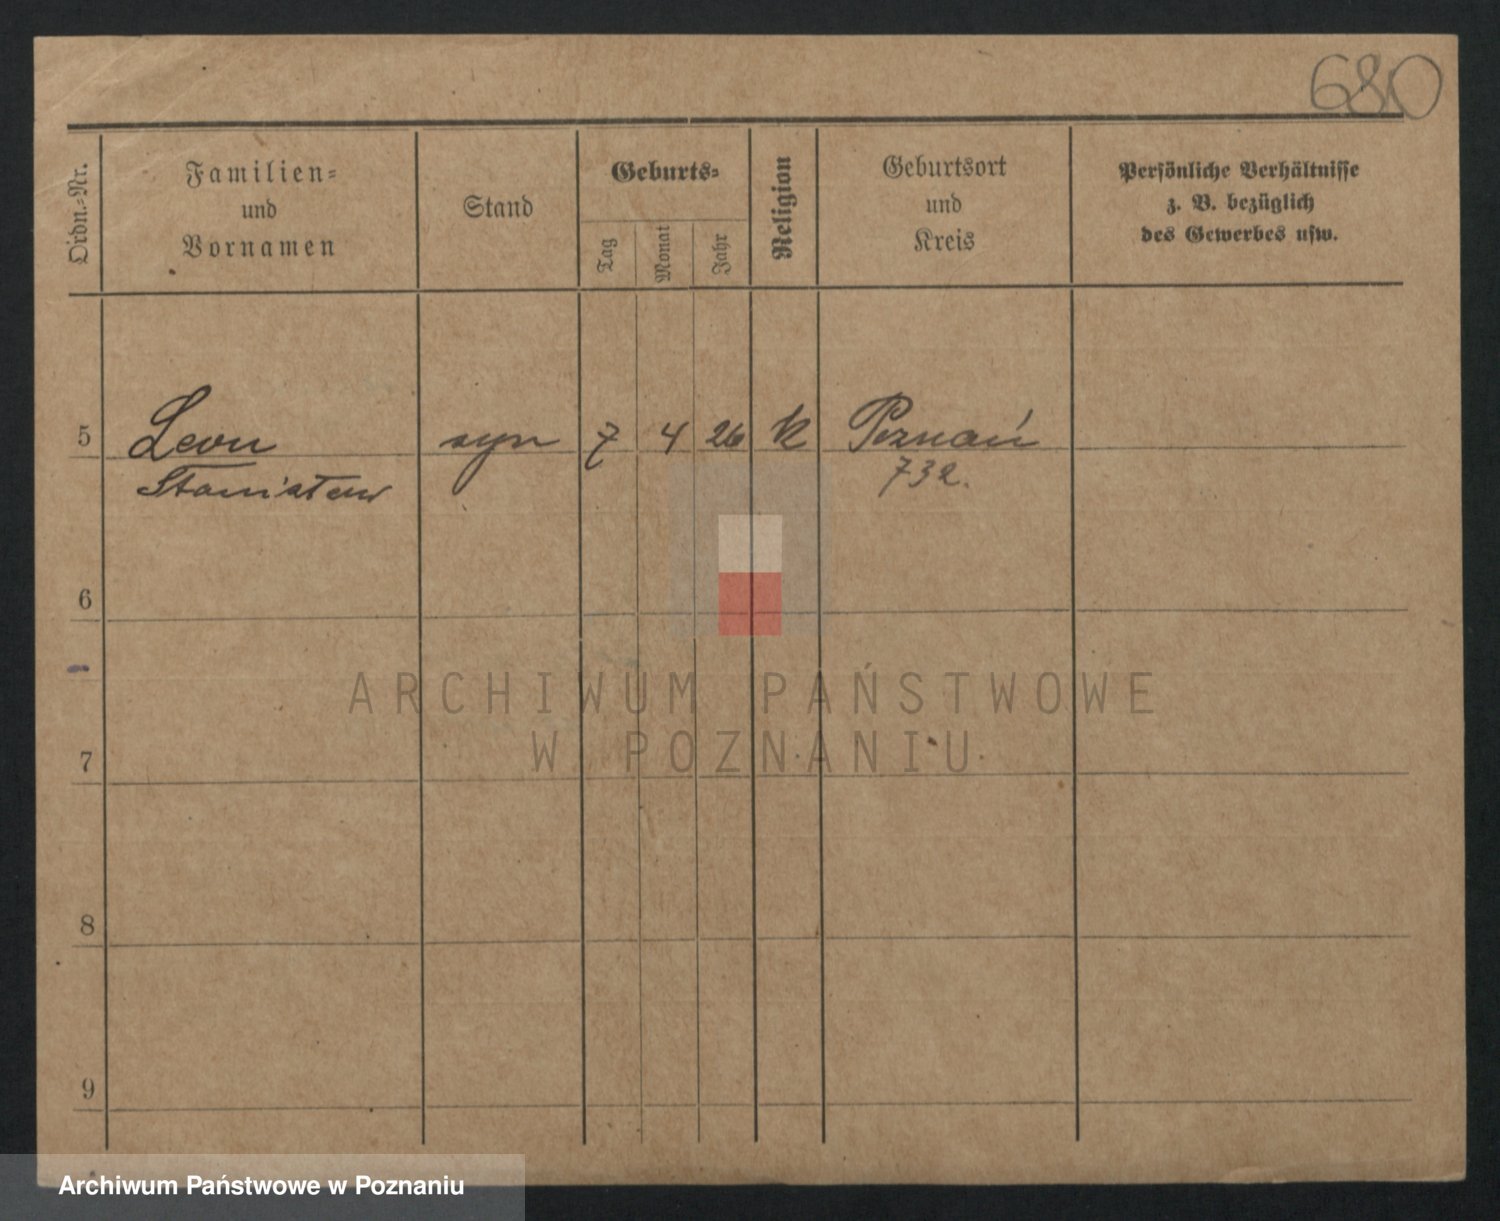 680
Ordn.-Nr.
Familien-
und
Vornamen
Stand
Geburts-
Tag
Monat
Jahr
Religion
Geburtsort
und
Kreis
Persönliche Verhältnisse
z. B. bezüglich
des Gewerbes usw.
5 Leon syn 7 4 26 k Poznań
Stanisław 732.
6
ARCHIWUM PAŃSTWOWE
W POZNANIU
7
8
9
Archiwum Państwowe w Poznaniu